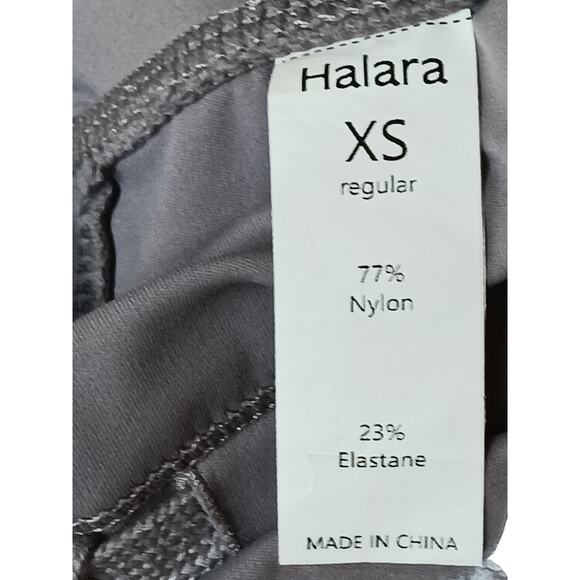 Halara
XS
regular
77%
Nylon
23%
Elastane
MADE IN CHINA